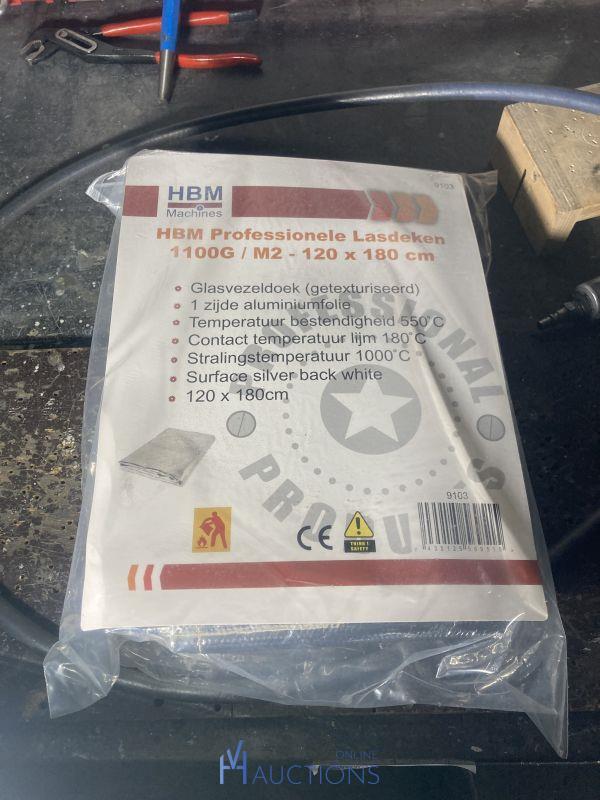 9103
HBM
Machines
HBM Professionele Lasdeken
1100G / M2 - 120 x 180 cm
Glasvezeldoek (getexturiseerd)
1 zijde aluminiumfolie
Temperatuur bestendigheid 550°C
Contact temperatuur lijm 180°C
Stralingstemperatuur 1000°C
Surface silver back white
120 x 180cm
PROFESSIONAL
9103
CE
THINK !
SAFETY
ONLINE
VH AUCTIONS